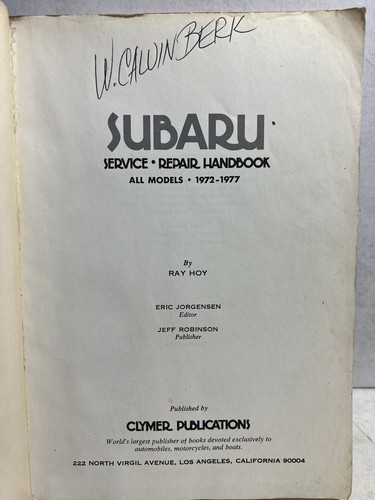 W. CALVIN BERK
SUBARU
SERVICE • REPAIR HANDBOOK
ALL MODELS • 1972-1977
By
RAY HOY
ERIC JORGENSEN
Editor
JEFF ROBINSON
Publisher
Published by
CLYMER PUBLICATIONS
World's largest publisher of books devoted exclusively to
automobiles, motorcycles, and boats.
222 NORTH VIRGIL AVENUE, LOS ANGELES, CALIFORNIA 90004